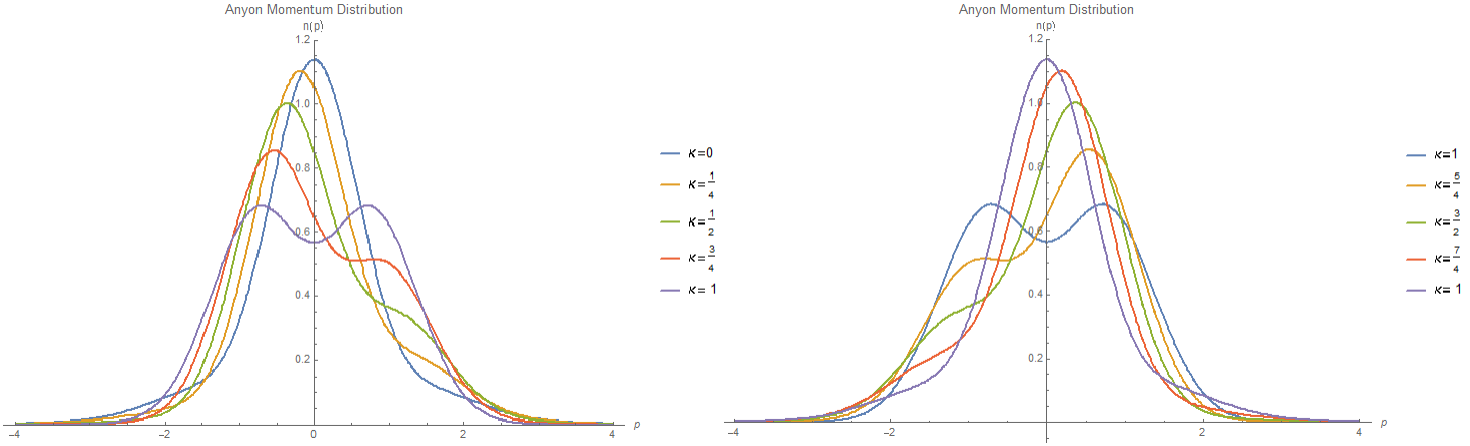 Anyon Momentum Distribution
n(p)
1.2
1.0
0.8
0.6
0.4
0.2
-4
-2
0
2
4
p
κ=0
κ=1/4
κ=1/2
κ=3/4
κ= 1
Anyon Momentum Distribution
n(p)
1.2
1.0
0.8
0.6
0.4
0.2
-4
-2
0
2
4
p
κ=1
κ=5/4
κ=3/2
κ=7/4
κ= 1